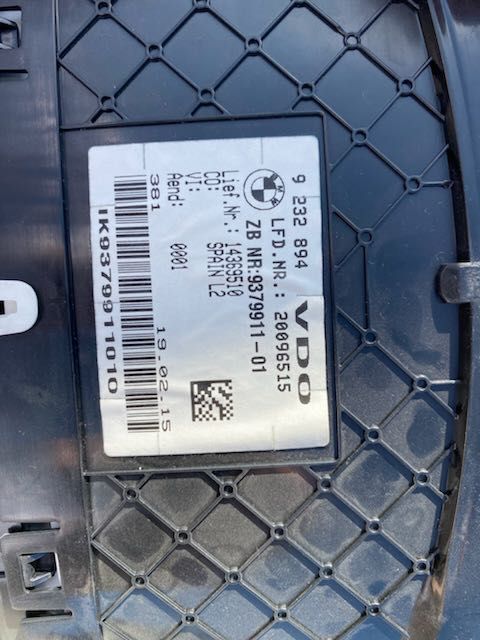 9 232 894 VDO
LFD.NR.: 20096515
ZB NR:9379911-01
Lief.Nr.: 14369510
CO: SPAIN L2
VI:
Aend: 0001
381 19.02.15
IK9379911010